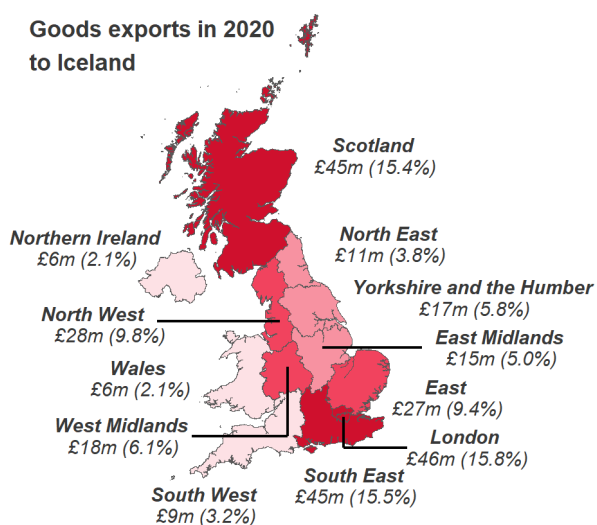 Goods exports in 2020
to Iceland
Scotland
£45m (15.4%)
Northern Ireland
£6m (2.1%)
North East
£11m (3.8%)
Yorkshire and the Humber
£17m (5.8%)
North West
£28m (9.8%)
East Midlands
£15m (5.0%)
Wales
£6m (2.1%)
East
£27m (9.4%)
West Midlands
£18m (6.1%)
London
£46m (15.8%)
South East
£45m (15.5%)
South West
£9m (3.2%)